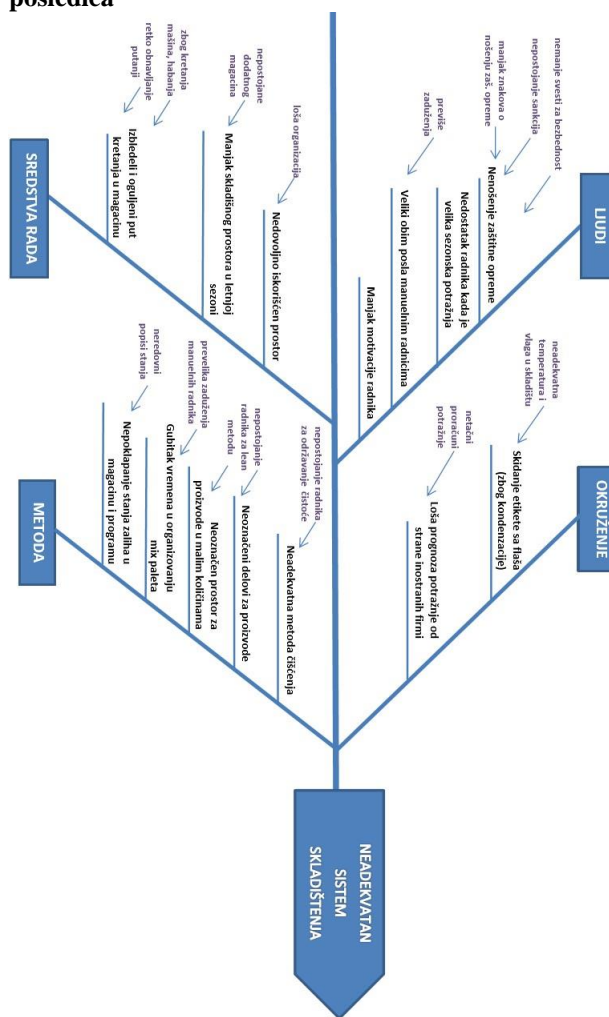 posledica
LJUDI
nemanje svesti za bezbednost
nepostojanje sankcija
manjak znakova o
nošenju zaš. opreme
Nenošenje zaštitne opreme
Nedostatak radnika kada je
velika sezonska potražnja
previše
zaduženja
Veliki obim posla manuelnim radnicima
Manjak motivacije radnika
OKRUŽENJE
neadekvatna
temperatura i
vlaga u skladištu
Skidanje etikete sa flaša
(zbog kondenzacije)
netačni
proračuni
potražnje
Loša prognoza potražnje od
strane inostranih firmi
SREDSTVA RADA
loša organizacija
Nedovoljno iskorišćen prostor
nepostojane
dodatnog
magacina
Manjak skladišnog prostora u letnjoj
sezoni
zbog kretanja
mašina, habanja
retko obnavljanje
putanji
Izbledeli i oguljeni put
kretanja u magacinu
METODA
nepostojanje radnika
za održavanje čistoće
Neadekvatna metoda čišćenja
Neoznačeni delovi za proizvode
nepostojanje
radnika za lean
metodu
Neoznačen prostor za
proizvode u malim količinama
prevelika zaduženja
manuelnih radnika
Gubitak vremena u organizovanju
mix paleta
neredovni
popisi stanja
Nepoklapanje stanja zaliha u
magacinu i programu
NEADEKVATAN
SISTEM
SKLADIŠTENJA